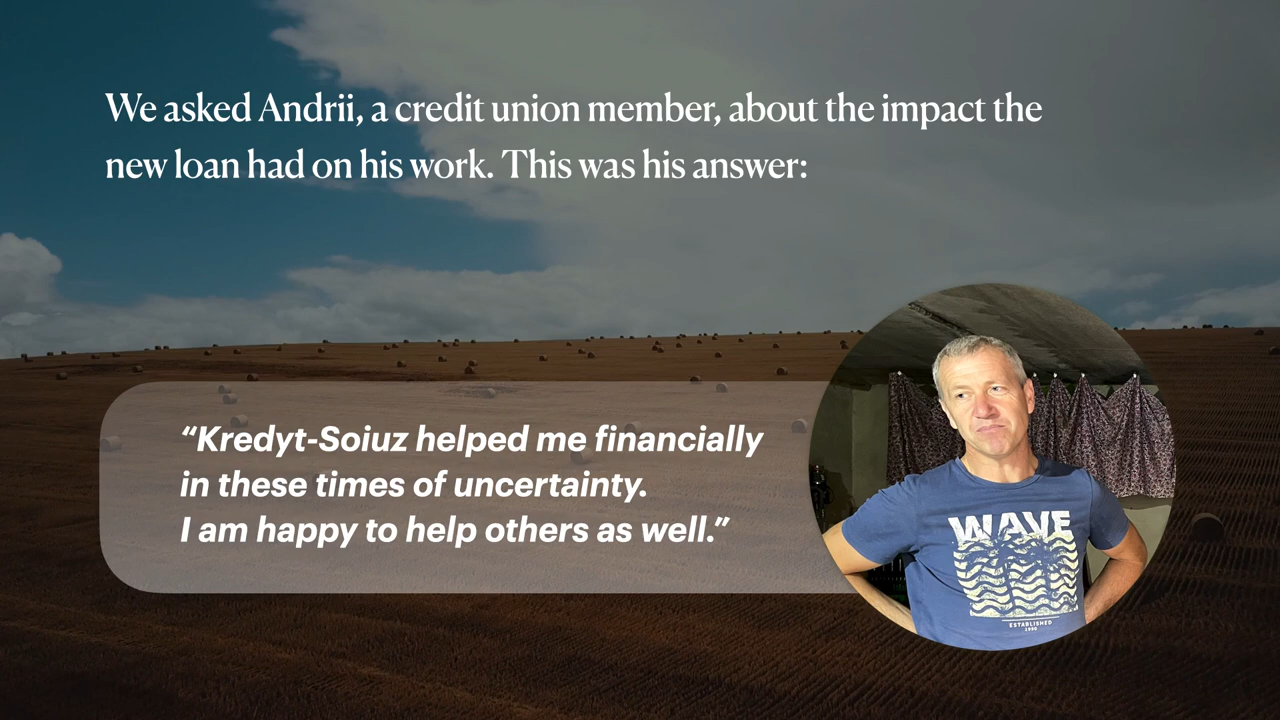 We asked Andrii, a credit union member, about the impact the
new loan had on his work. This was his answer:
“Kredyt-Soiuz helped me financially
in these times of uncertainty.
I am happy to help others as well.”
WAVE
ESTABLISHED